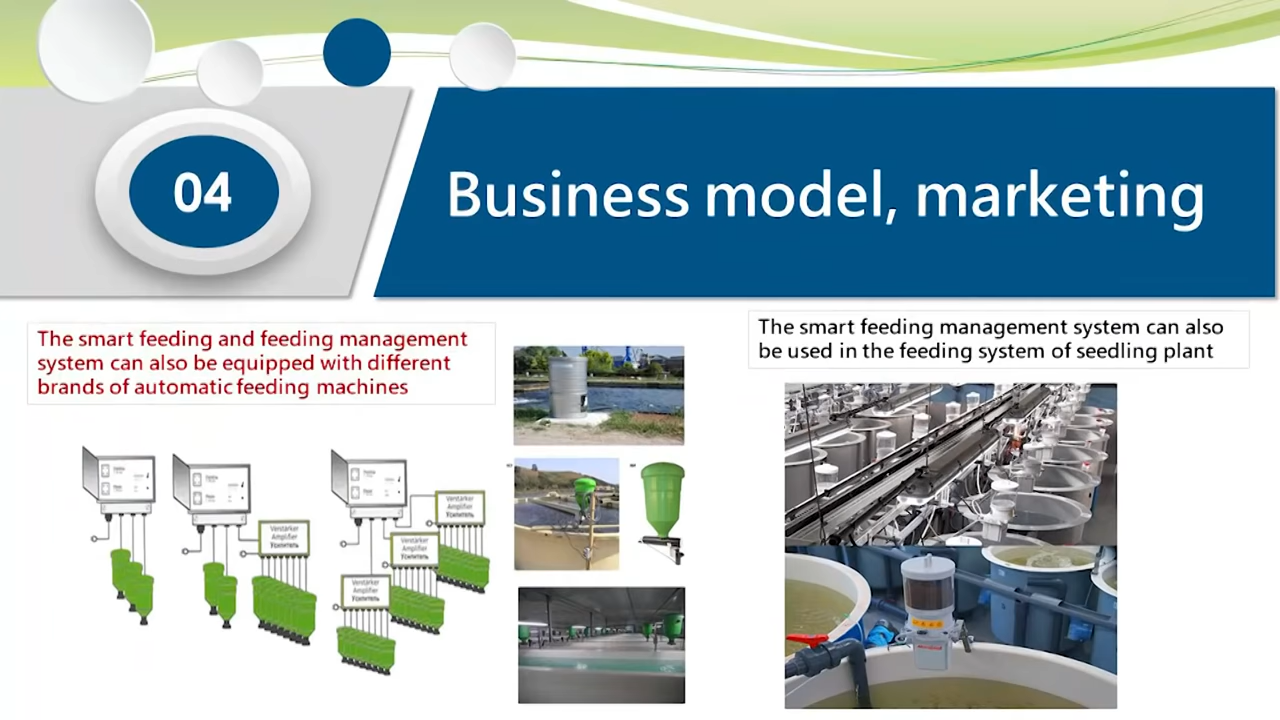 04
Business model, marketing
The smart feeding and feeding management
system can also be equipped with different
brands of automatic feeding machines
The smart feeding management system can also
be used in the feeding system of seedling plant
Verstärker
Amplifier
Усилитель
Verstärker
Amplifier
Усилитель
Verstärker
Amplifier
Усилитель
Verstärker
Amplifier
Усилитель